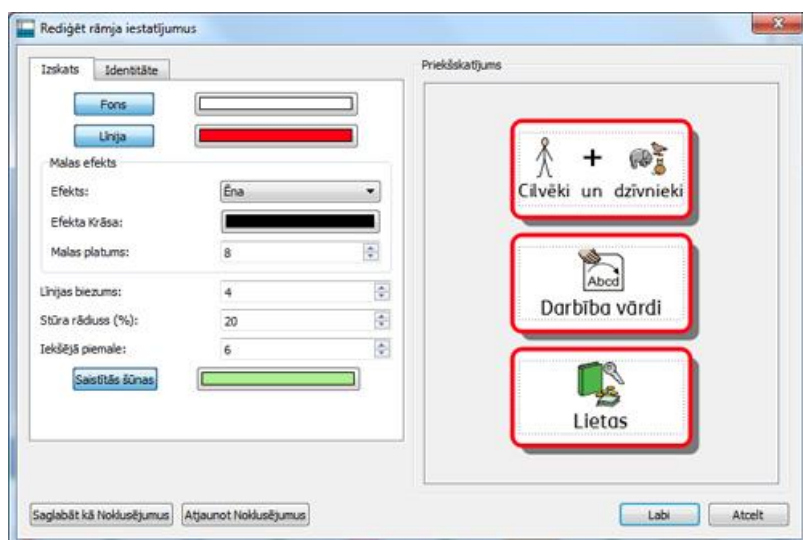 Rediģēt rāmja iestatījumus
Izskats
Identitāte
Fons
Līnija
Malas efekts
Efekts:
Ēna
Efekta Krāsa:
Malas platums:
8
Līnijas biezums:
4
Stūra rādiuss (%):
20
Iekšējā piemale:
6
Saistītās šūnas
Priekšskatījums
+
Cilvēki un dzīvnieki
Abcd
Darbība vārdi
Lietas
Saglabāt kā Noklusējumus
Atjaunot Noklusējumus
Labi
Atcelt